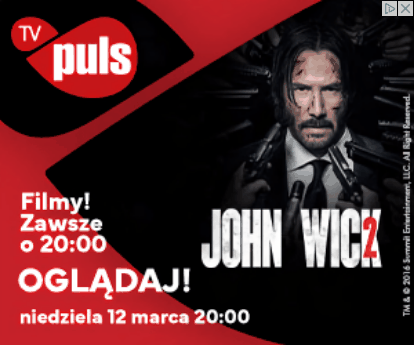 TV
puls
Filmy!
Zawsze
o 20:00
JOHN WICK 2
OGLĄDAJ!
niedziela 12 marca 20:00
TM & © 2016 Summit Entertainment, LLC. All Right Reserved.